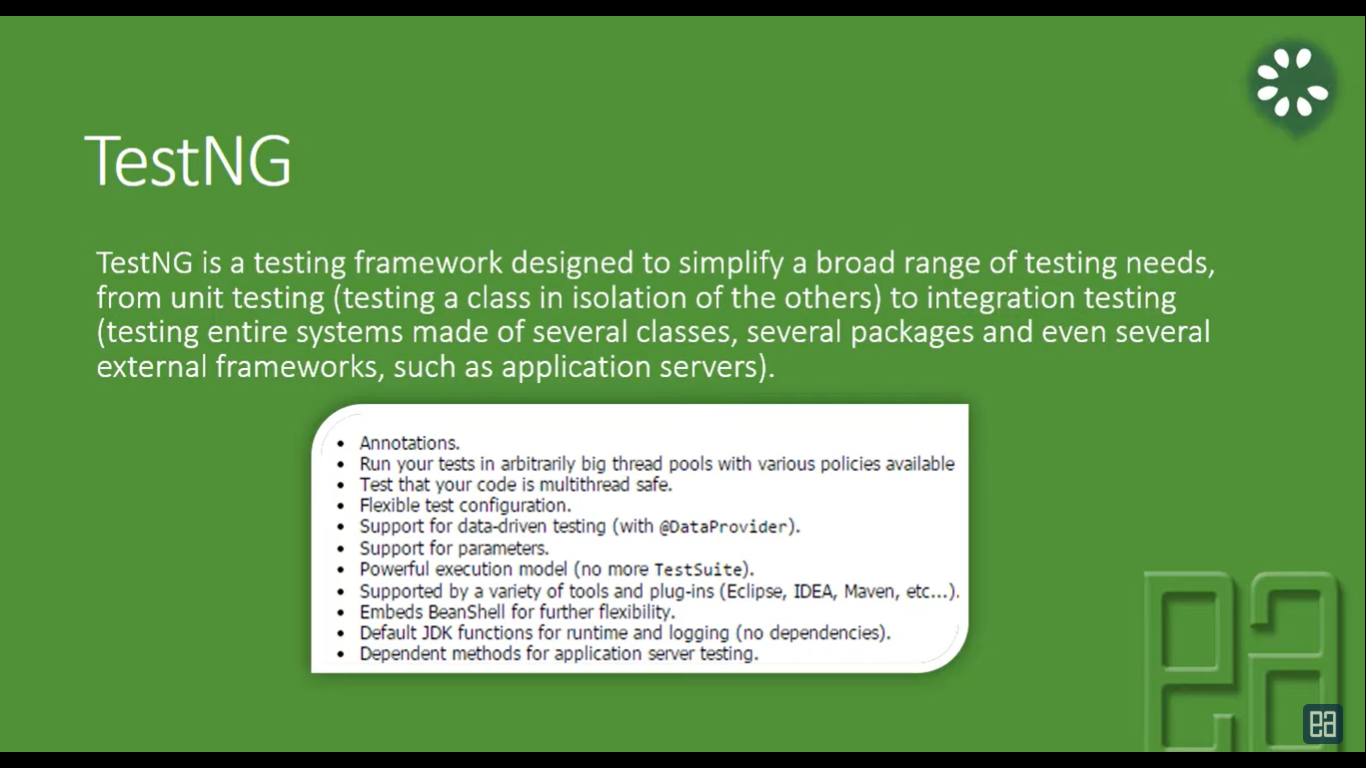 TestNG
TestNG is a testing framework designed to simplify a broad range of testing needs,
from unit testing (testing a class in isolation of the others) to integration testing
(testing entire systems made of several classes, several packages and even several
external frameworks, such as application servers).
• Annotations.
• Run your tests in arbitrarily big thread pools with various policies available
• Test that your code is multithread safe.
• Flexible test configuration.
• Support for data-driven testing (with @DataProvider).
• Support for parameters.
• Powerful execution model (no more TestSuite).
• Supported by a variety of tools and plug-ins (Eclipse, IDEA, Maven, etc...).
• Embeds BeanShell for further flexibility.
• Default JDK functions for runtime and logging (no dependencies).
• Dependent methods for application server testing.
ea
ea